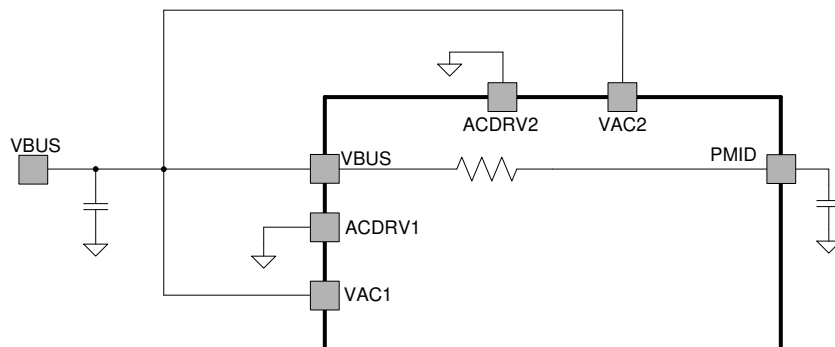 ACDRV2
VAC2
VBUS
VBUS
PMID
ACDRV1
VAC1